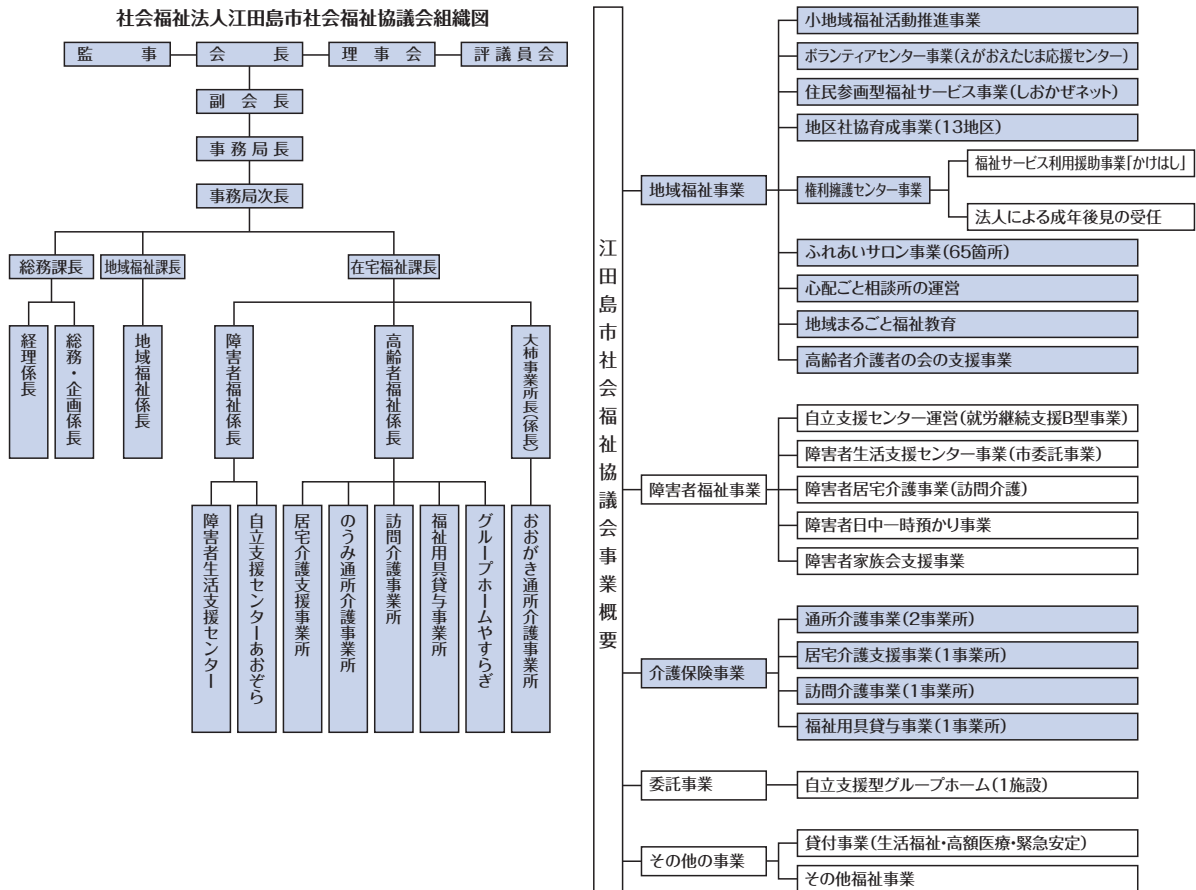 社会福祉法人江田島市社会福祉協議会組織図
監事
会長
理事会
評議員会
副会長
事務局長
事務局次長
総務課長
地域福祉課長
在宅福祉課長
経理係長
総務・企画係長
地域福祉係長
障害者福祉係長
高齢者福祉係長
大柿事業所長(係長)
障害者生活支援センター
自立支援センターあおぞら
居宅介護支援事業所
のうみ通所介護事業所
訪問介護事業所
福祉用具貸与事業所
グループホームやすらぎ
おおがき通所介護事業所
江田島市社会福祉協議会事業概要
地域福祉事業
小地域福祉活動推進事業
ボランティアセンター事業(えがおえたじま応援センター)
住民参画型福祉サービス事業(しおかぜネット)
地区社協育成事業(13地区)
権利擁護センター事業
福祉サービス利用援助事業「かけはし」
法人による成年後見の受任
ふれあいサロン事業(65箇所)
心配ごと相談所の運営
地域まるごと福祉教育
高齢者介護者の会の支援事業
障害者福祉事業
自立支援センター運営(就労継続支援B型事業)
障害者生活支援センター事業(市委託事業)
障害者居宅介護事業(訪問介護)
障害者日中一時預かり事業
障害者家族会支援事業
介護保険事業
通所介護事業(2事業所)
居宅介護支援事業(1事業所)
訪問介護事業(1事業所)
福祉用具貸与事業(1事業所)
委託事業
自立支援型グループホーム(1施設)
その他の事業
貸付事業(生活福祉・高額医療・緊急安定)
その他福祉事業